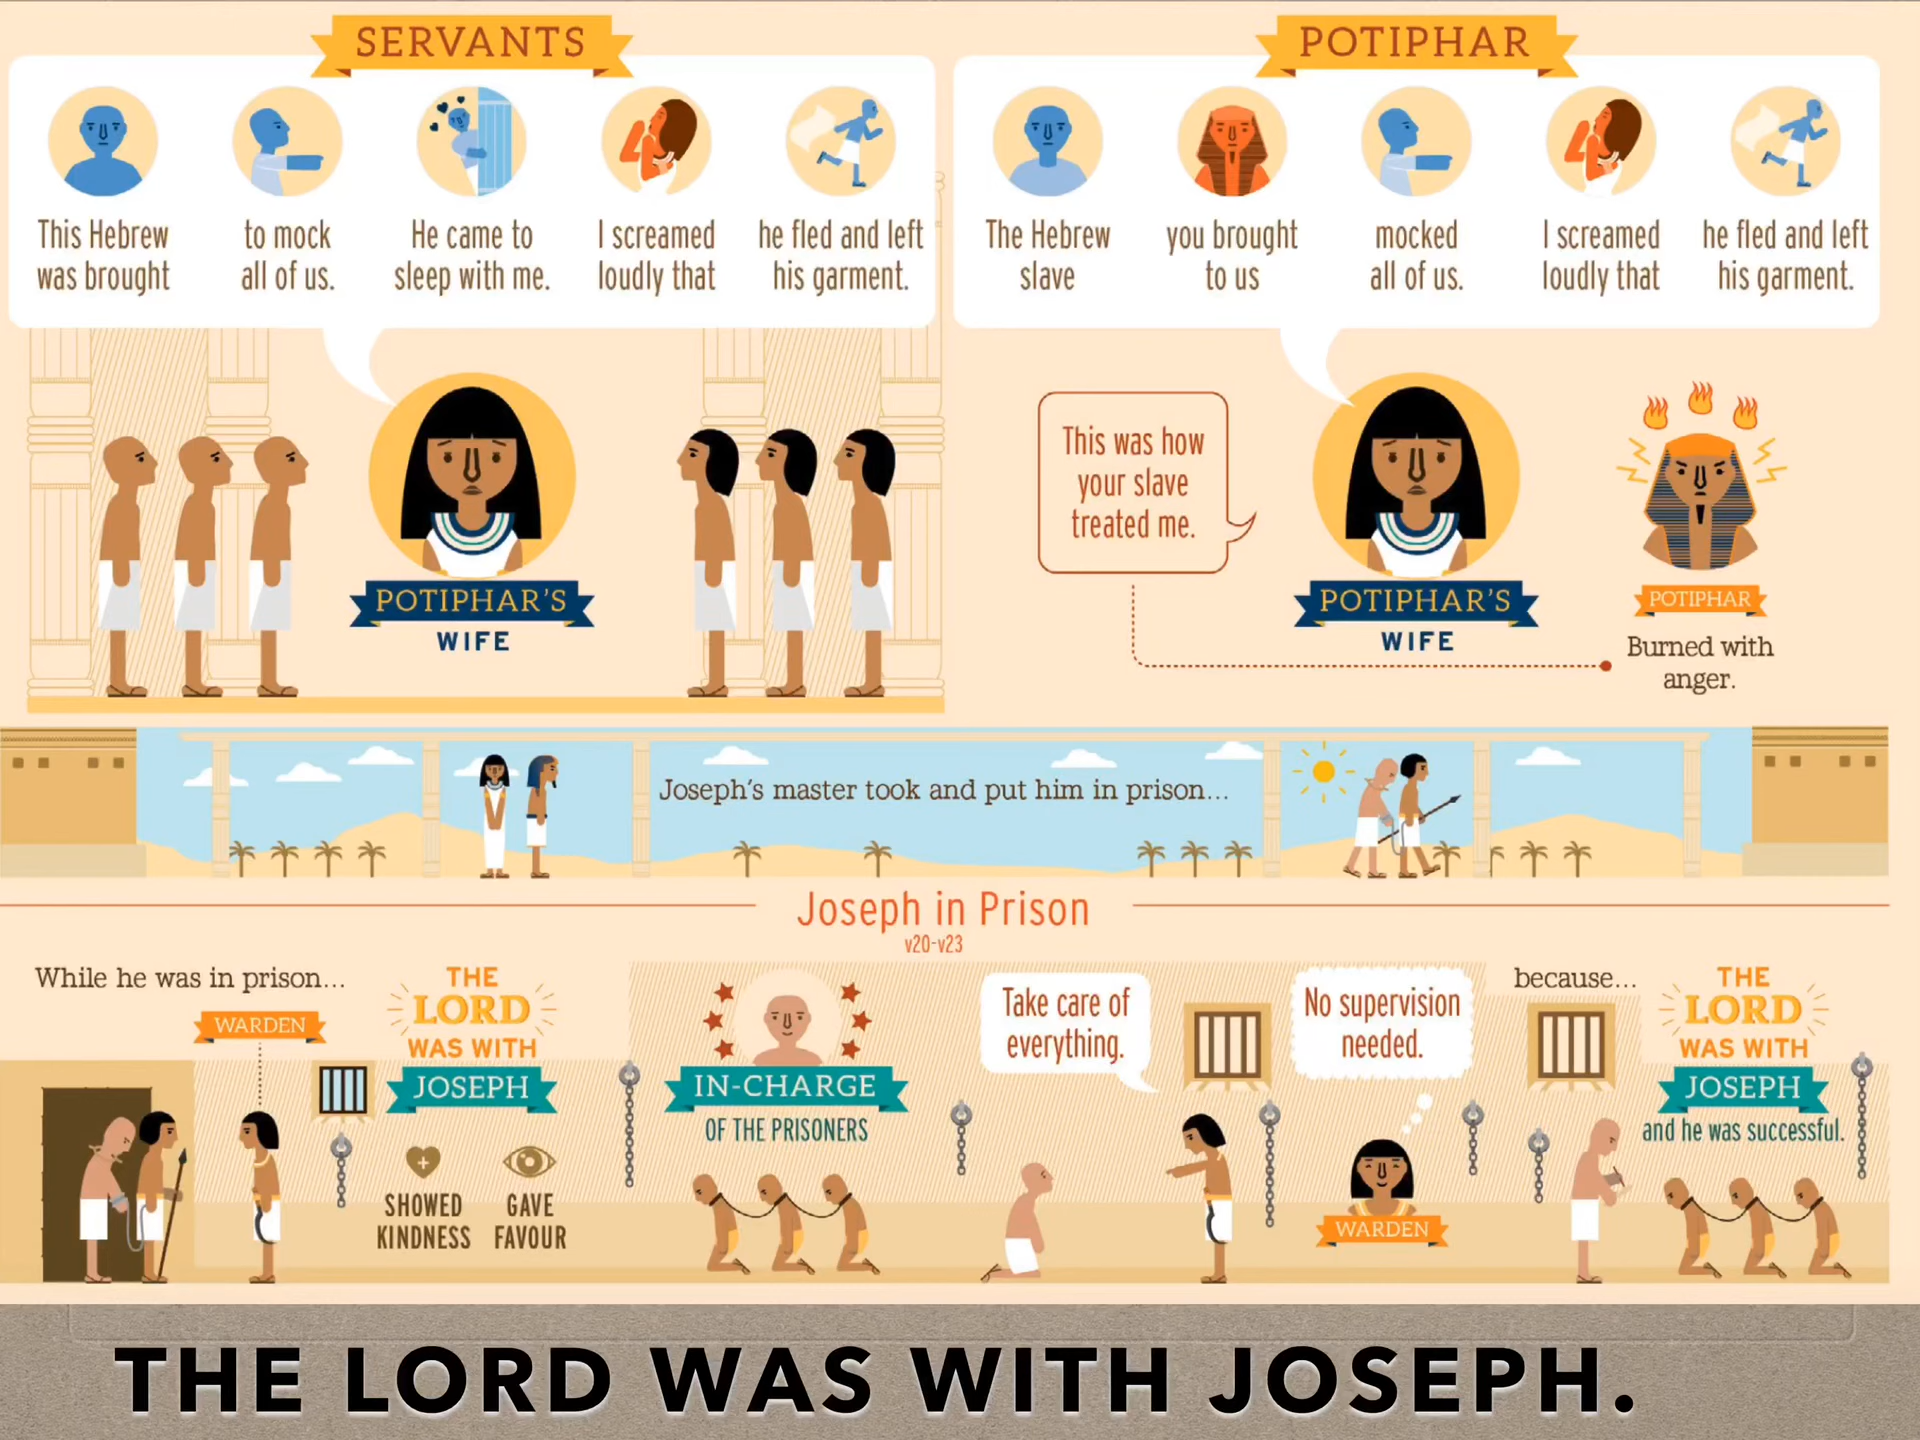 SERVANTS
This Hebrew
was brought
to mock
all of us.
He came to
sleep with me.
I screamed
loudly that
he fled and left
his garment.
POTIPHAR'S
WIFE
POTIPHAR
The Hebrew
slave
you brought
to us
mocked
all of us.
I screamed
loudly that
he fled and left
his garment.
This was how
your slave
treated me.
POTIPHAR'S
WIFE
POTIPHAR
Burned with
anger.
Joseph's master took and put him in prison...
Joseph in Prison
v20-v23
While he was in prison...
WARDEN
THE
LORD
WAS WITH
JOSEPH
SHOWED
KINDNESS
GAVE
FAVOUR
IN-CHARGE
OF THE PRISONERS
Take care of
everything.
No supervision
needed.
WARDEN
because...
THE
LORD
WAS WITH
JOSEPH
and he was successful.
THE LORD WAS WITH JOSEPH.